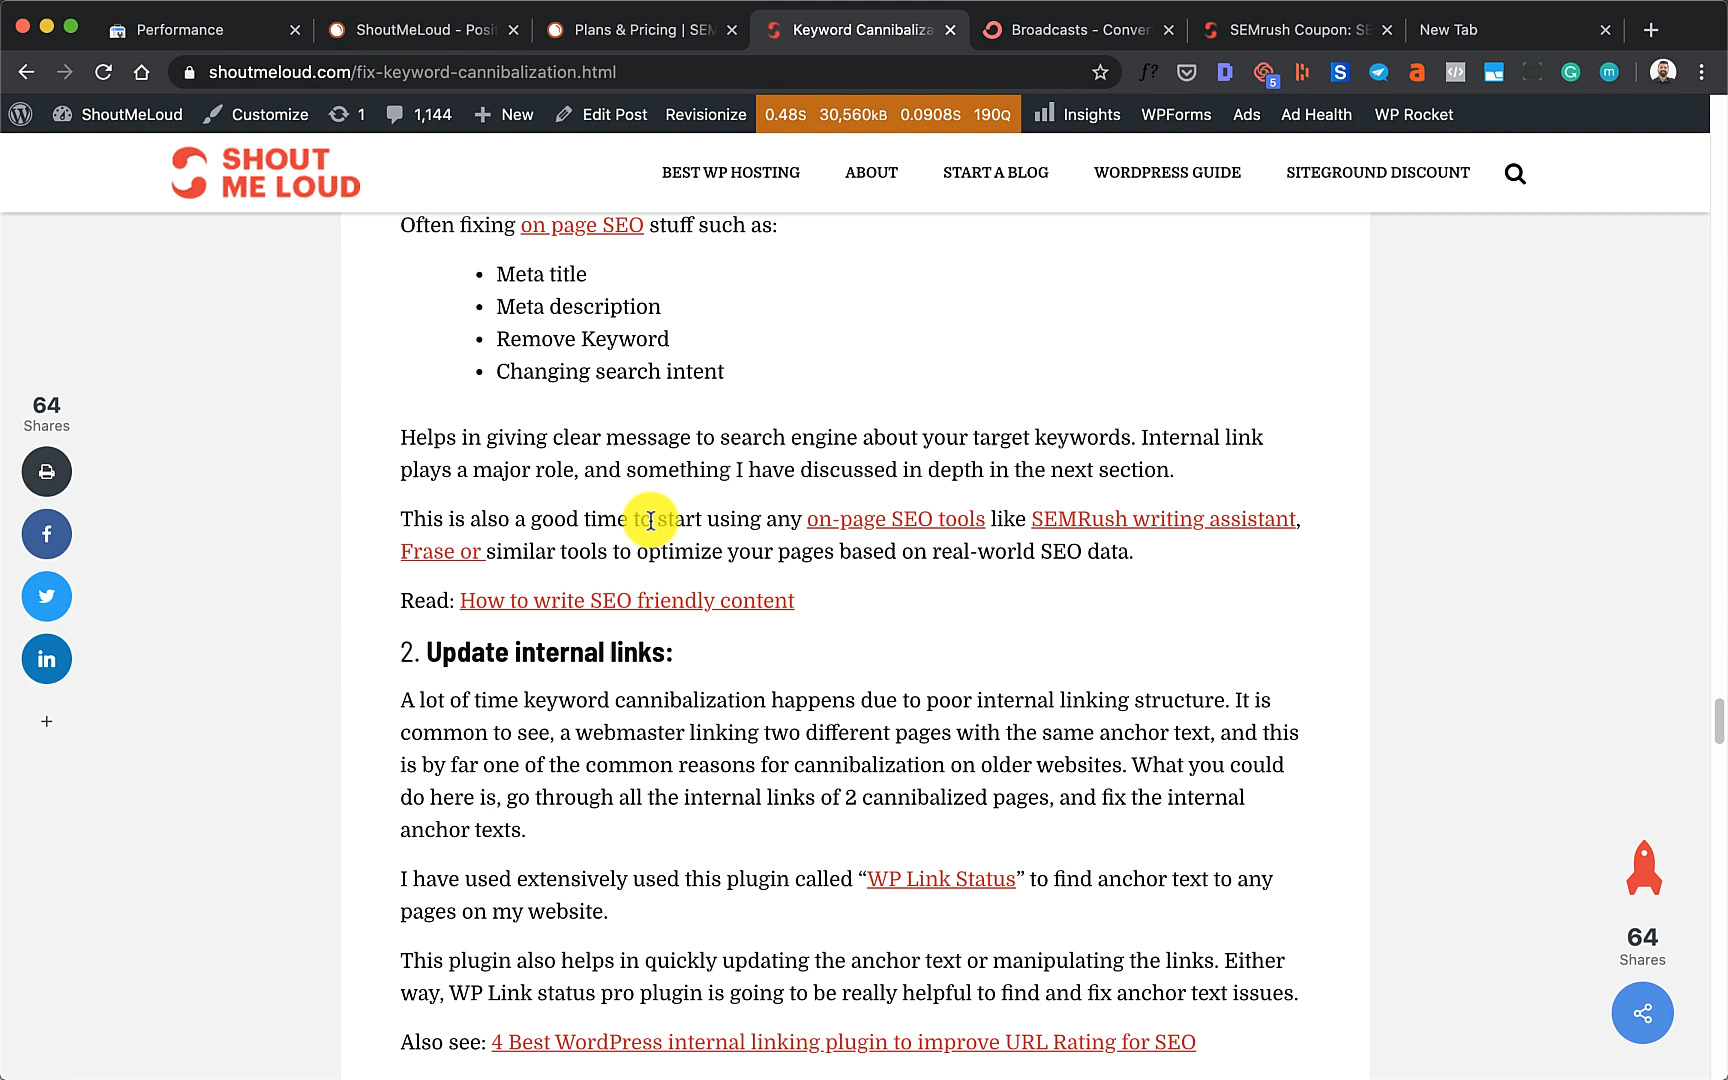 Performance
ShoutMeLoud - Posit
Plans & Pricing | SEM
Keyword Cannibaliza
Broadcasts - Conver
SEMrush Coupon: SE
New Tab
shoutmeloud.com/fix-keyword-cannibalization.html
f?
D
5
S
a
</>
G
m
ShoutMeLoud
Customize
1
1,144
New
Edit Post
Revisionize
0.48S 30,560KB 0.0908S 190Q
Insights
WPForms
Ads
Ad Health
WP Rocket
SHOUT
ME LOUD
BEST WP HOSTING
ABOUT
START A BLOG
WORDPRESS GUIDE
SITEGROUND DISCOUNT
Often fixing on page SEO stuff such as:
• Meta title
• Meta description
• Remove Keyword
• Changing search intent
64
Shares
Helps in giving clear message to search engine about your target keywords. Internal link
plays a major role, and something I have discussed in depth in the next section.
This is also a good time to start using any on-page SEO tools like SEMRush writing assistant,
Frase or similar tools to optimize your pages based on real-world SEO data.
Read: How to write SEO friendly content
2. Update internal links:
A lot of time keyword cannibalization happens due to poor internal linking structure. It is
common to see, a webmaster linking two different pages with the same anchor text, and this
is by far one of the common reasons for cannibalization on older websites. What you could
do here is, go through all the internal links of 2 cannibalized pages, and fix the internal
anchor texts.
I have used extensively used this plugin called “WP Link Status” to find anchor text to any
pages on my website.
This plugin also helps in quickly updating the anchor text or manipulating the links. Either
way, WP Link status pro plugin is going to be really helpful to find and fix anchor text issues.
Also see: 4 Best WordPress internal linking plugin to improve URL Rating for SEO
64
Shares